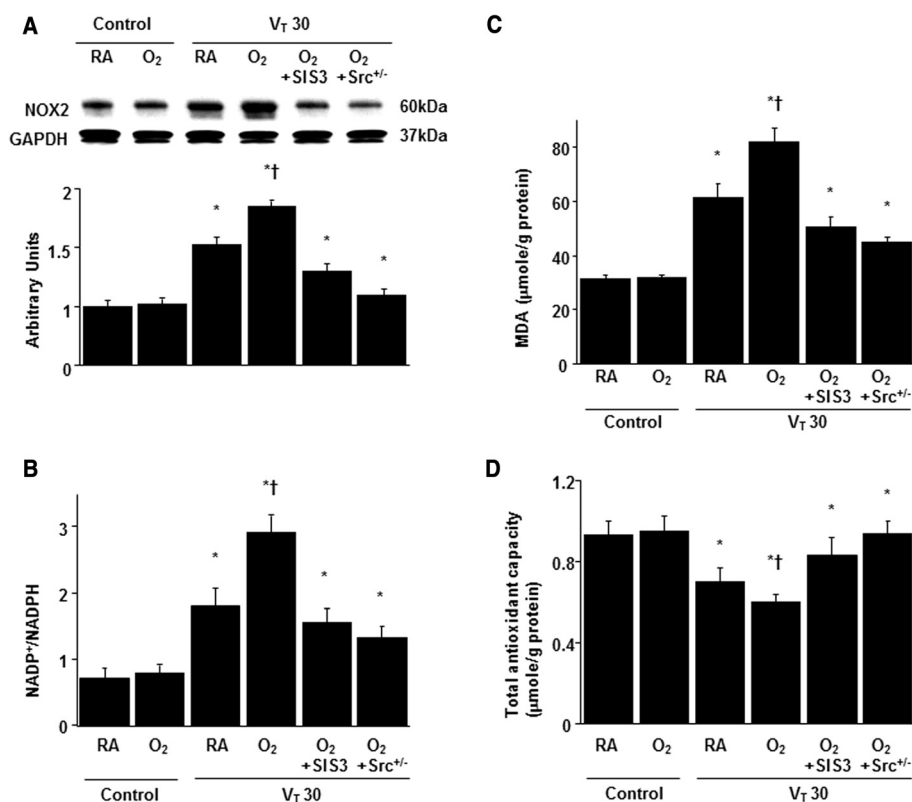 A
Control V_T 30
RA O₂ RA O₂ O₂ +SIS3 O₂ +Src⁺/⁻
NOX2 60kDa
GAPDH 37kDa
Arbitrary Units
2
1.5
1
0
* *† * *
B
NADP⁺/NADPH
3
2
1
0
* *† * *
RA O₂ RA O₂ O₂ +SIS3 O₂ +Src⁺/⁻
Control V_T 30
C
MDA (μmole/g protein)
80
60
40
20
0
* *† * *
RA O₂ RA O₂ O₂ +SIS3 O₂ +Src⁺/⁻
Control V_T 30
D
Total antioxidant capacity
(μmole/g protein)
1.2
0.8
0.4
0
* *† * *
RA O₂ RA O₂ O₂ +SIS3 O₂ +Src⁺/⁻
Control V_T 30